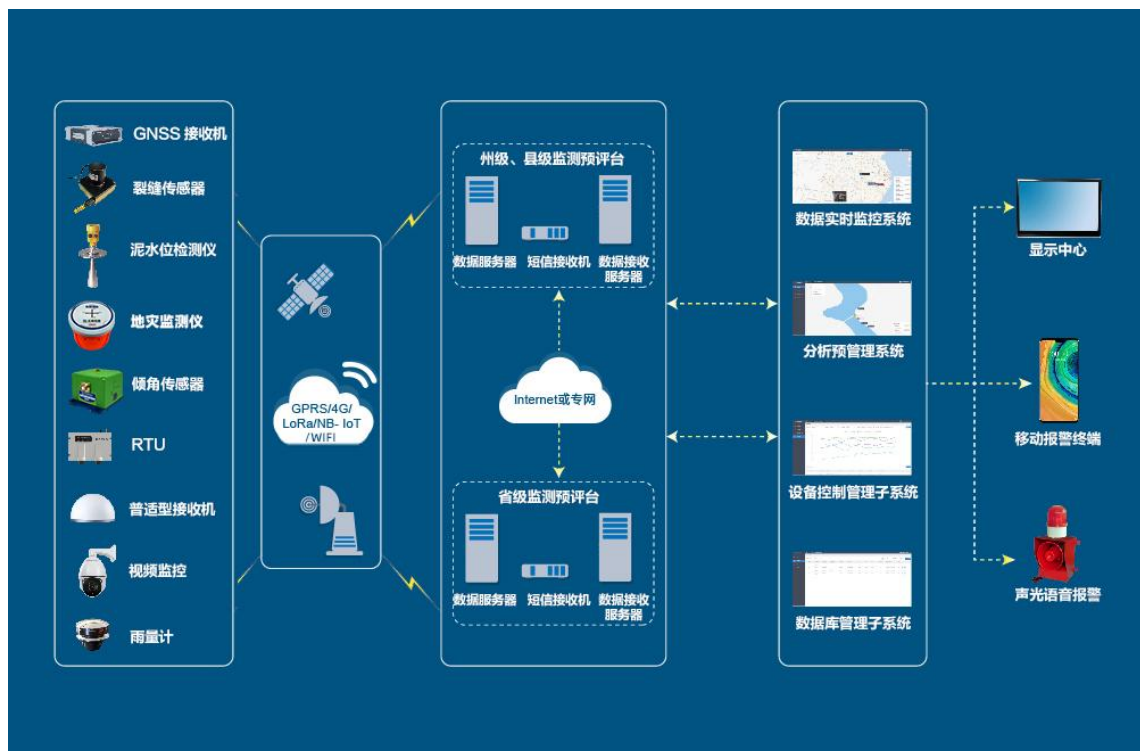 GNSS 接收机
裂缝传感器
泥水位检测仪
地灾监测仪
倾角传感器
RTU
普适型接收机
视频监控
雨量计
GPRS/4G/
LoRa/NB- IoT
/WIFI
州级、县级监测预评台
数据服务器
短信接收机
数据接收
服务器
Internet或专网
省级监测预评台
数据服务器
短信接收机
数据接收
服务器
数据实时监控系统
分析预管理系统
设备控制管理子系统
数据库管理子系统
显示中心
移动报警终端
声光语音报警